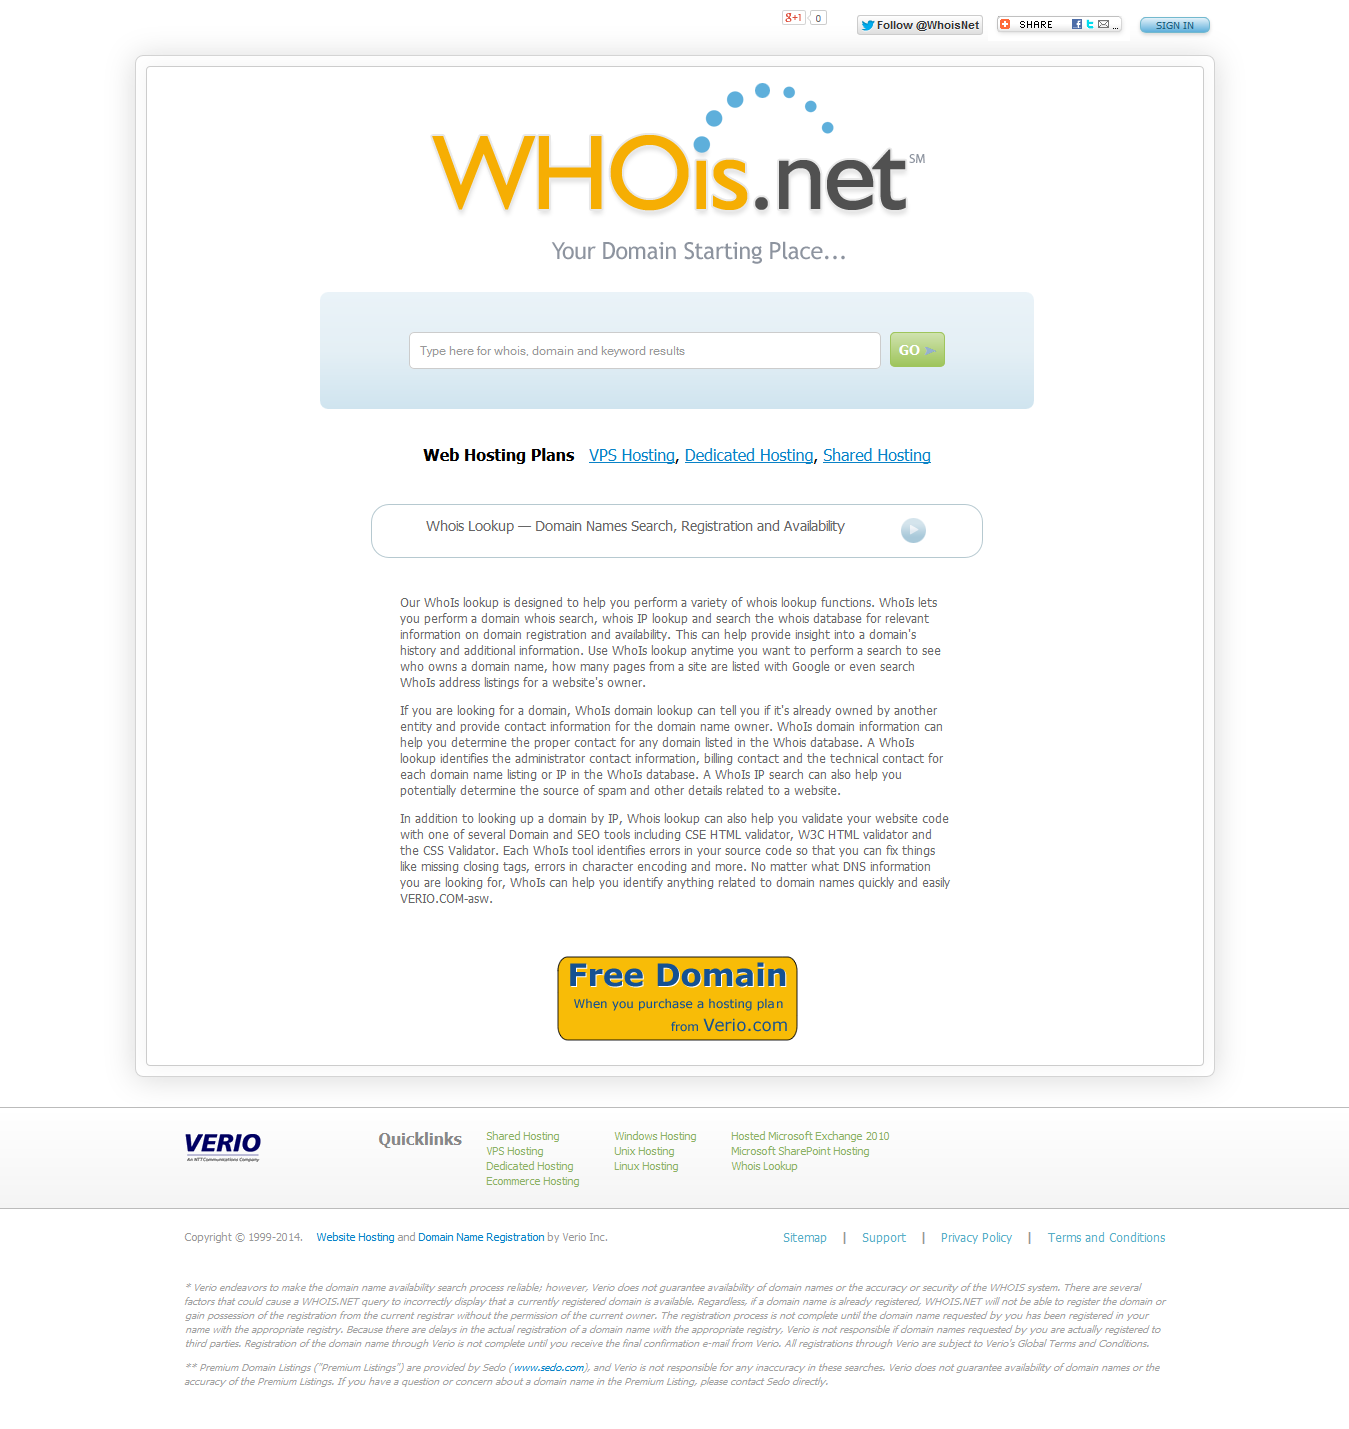 g+1 0
Follow @WhoisNet
SHARE ...
SIGN IN
WHOis.net SM
Your Domain Starting Place...
Type here for whois, domain and keyword results
GO
Web Hosting Plans VPS Hosting, Dedicated Hosting, Shared Hosting
Whois Lookup — Domain Names Search, Registration and Availability
Our WhoIs lookup is designed to help you perform a variety of whois lookup functions. WhoIs lets
you perform a domain whois search, whois IP lookup and search the whois database for relevant
information on domain registration and availability. This can help provide insight into a domain's
history and additional information. Use WhoIs lookup anytime you want to perform a search to see
who owns a domain name, how many pages from a site are listed with Google or even search
WhoIs address listings for a website's owner.
If you are looking for a domain, WhoIs domain lookup can tell you if it's already owned by another
entity and provide contact information for the domain name owner. WhoIs domain information can
help you determine the proper contact for any domain listed in the Whois database. A WhoIs
lookup identifies the administrator contact information, billing contact and the technical contact for
each domain name listing or IP in the WhoIs database. A WhoIs IP search can also help you
potentially determine the source of spam and other details related to a website.
In addition to looking up a domain by IP, Whois lookup can also help you validate your website code
with one of several Domain and SEO tools including CSE HTML validator, W3C HTML validator and
the CSS Validator. Each WhoIs tool identifies errors in your source code so that you can fix things
like missing closing tags, errors in character encoding and more. No matter what DNS information
you are looking for, WhoIs can help you identify anything related to domain names quickly and easily
VERIO.COM-asw.
Free Domain
When you purchase a hosting plan
from Verio.com
VERIO
An NTT Communications Company
Quicklinks
Shared Hosting
VPS Hosting
Dedicated Hosting
Ecommerce Hosting
Windows Hosting
Unix Hosting
Linux Hosting
Hosted Microsoft Exchange 2010
Microsoft SharePoint Hosting
Whois Lookup
Copyright © 1999-2014. Website Hosting and Domain Name Registration by Verio Inc.
Sitemap | Support | Privacy Policy | Terms and Conditions
* Verio endeavors to make the domain name availability search process reliable; however, Verio does not guarantee availability of domain names or the accuracy or security of the WHOIS system. There are several
factors that could cause a WHOIS.NET query to incorrectly display that a currently registered domain is available. Regardless, if a domain name is already registered, WHOIS.NET will not be able to register the domain or
gain possession of the registration from the current registrar without the permission of the current owner. The registration process is not complete until the domain name requested by you has been registered in your
name with the appropriate registry. Because there are delays in the actual registration of a domain name with the appropriate registry, Verio is not responsible if domain names requested by you are actually registered to
third parties. Registration of the domain name through Verio is not complete until you receive the final confirmation e-mail from Verio. All registrations through Verio are subject to Verio's Global Terms and Conditions.
** Premium Domain Listings ("Premium Listings") are provided by Sedo (www.sedo.com), and Verio is not responsible for any inaccuracy in these searches. Verio does not guarantee availability of domain names or the
accuracy of the Premium Listings. If you have a question or concern about a domain name in the Premium Listing, please contact Sedo directly.